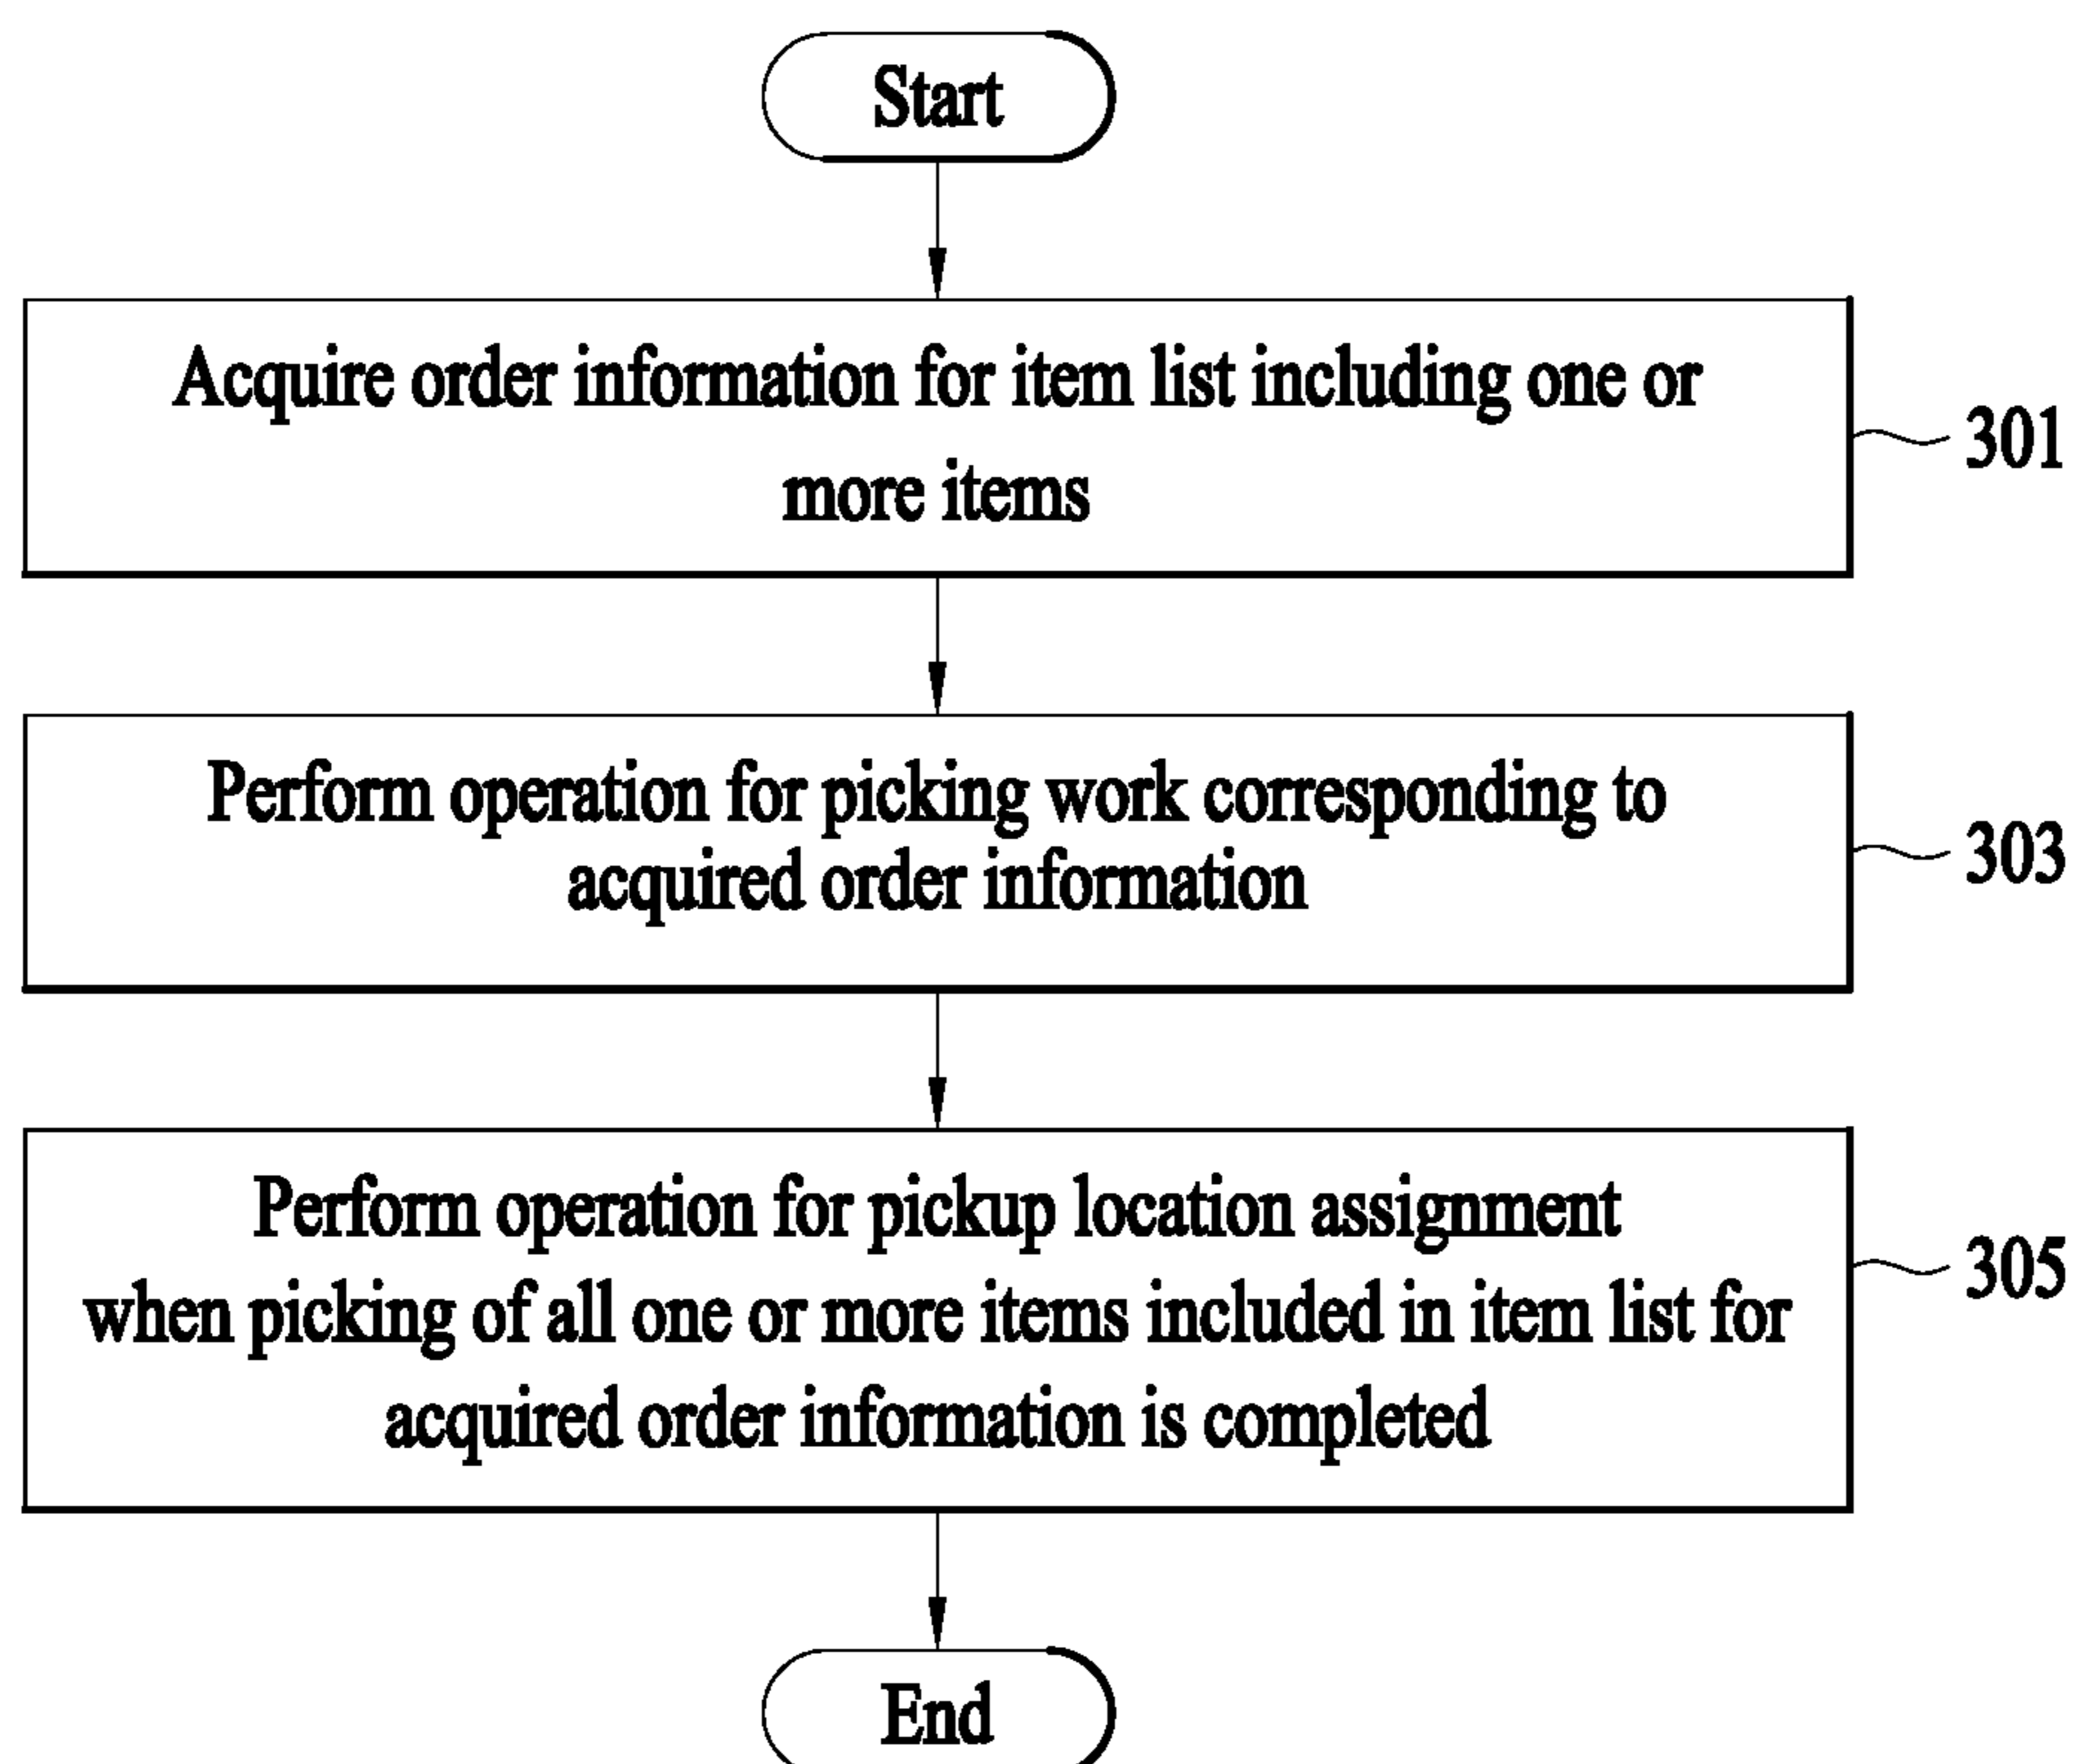 Start
Acquire order information for item list including one or
more items
301
Perform operation for picking work corresponding to
acquired order information
303
Perform operation for pickup location assignment
when picking of all one or more items included in item list for
acquired order information is completed
305
End